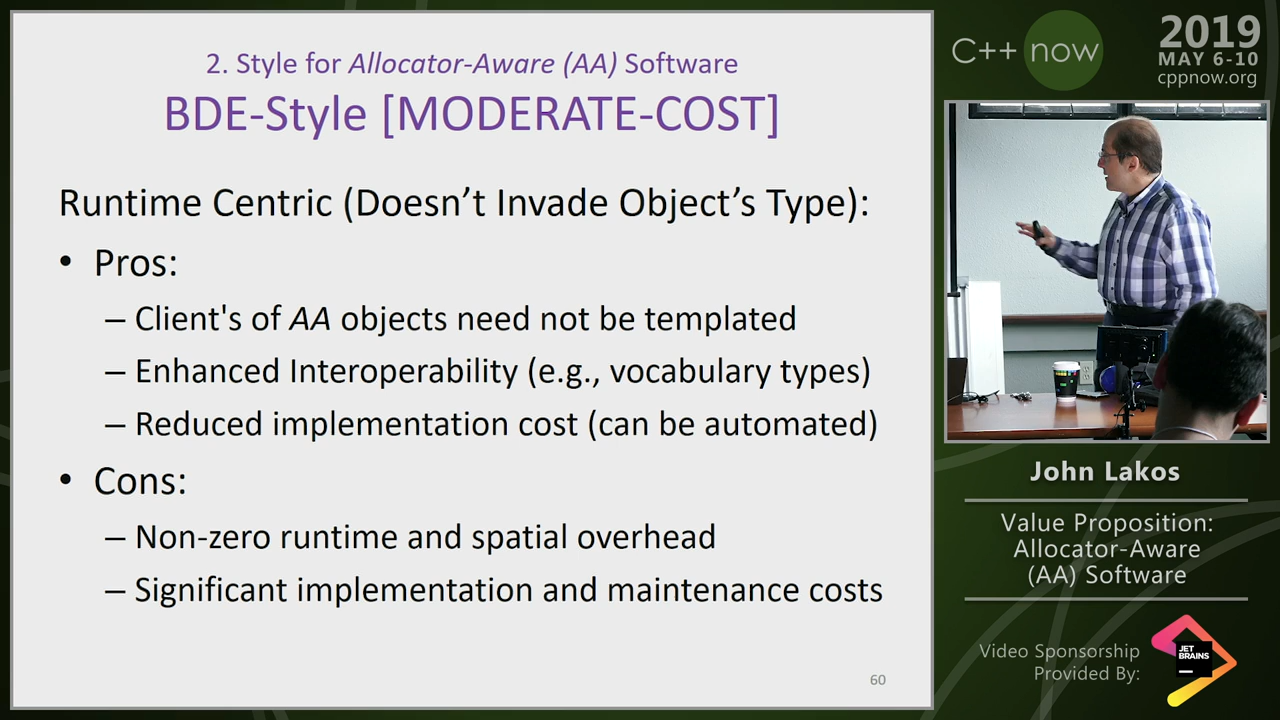 2. Style for Allocator-Aware (AA) Software
BDE-Style [MODERATE-COST]
Runtime Centric (Doesn’t Invade Object’s Type):
• Pros:
– Client's of AA objects need not be templated
– Enhanced Interoperability (e.g., vocabulary types)
– Reduced implementation cost (can be automated)
• Cons:
– Non-zero runtime and spatial overhead
– Significant implementation and maintenance costs
60
C++ now
2019
MAY 6-10
cppnow.org
John Lakos
Value Proposition:
Allocator-Aware
(AA) Software
Video Sponsorship
Provided By:
JET
BRAINS